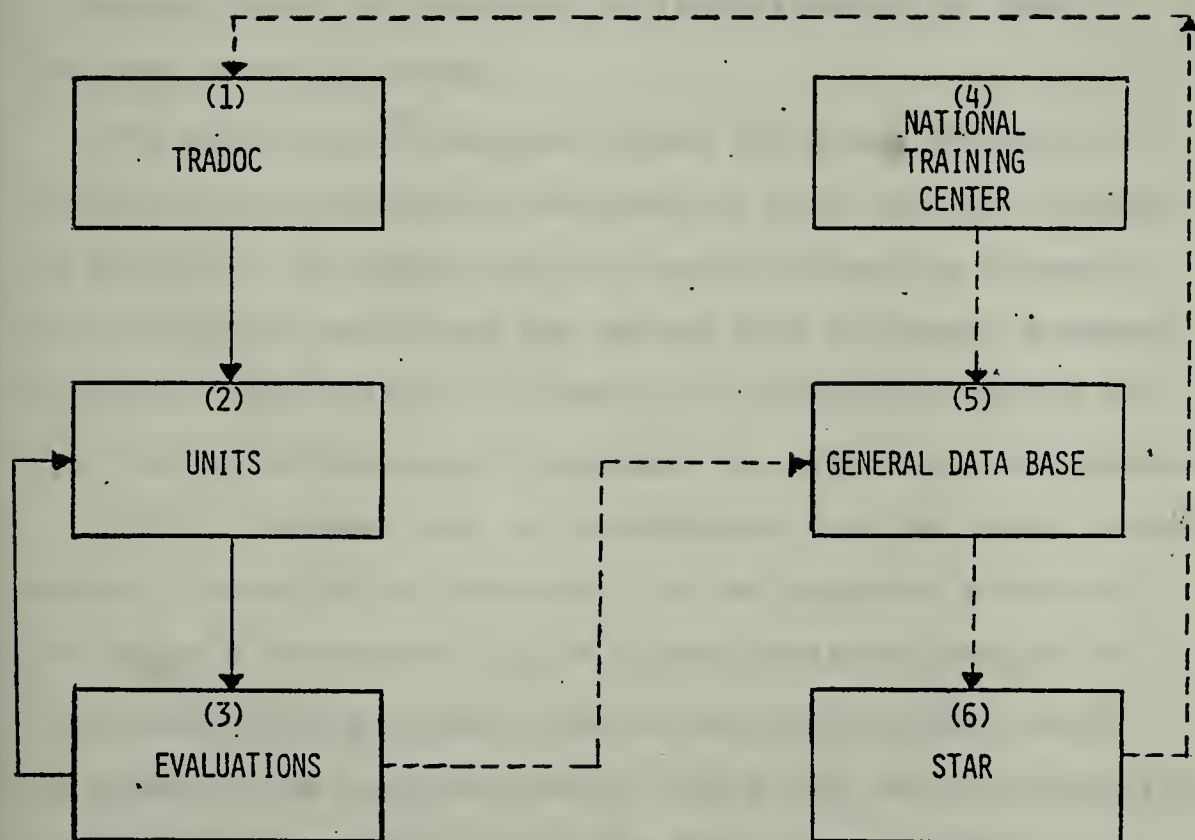 (1)
TRADOC
(4)
NATIONAL
TRAINING
CENTER
(2)
UNITS
(5)
GENERAL DATA BASE
(3)
EVALUATIONS
(6)
STAR